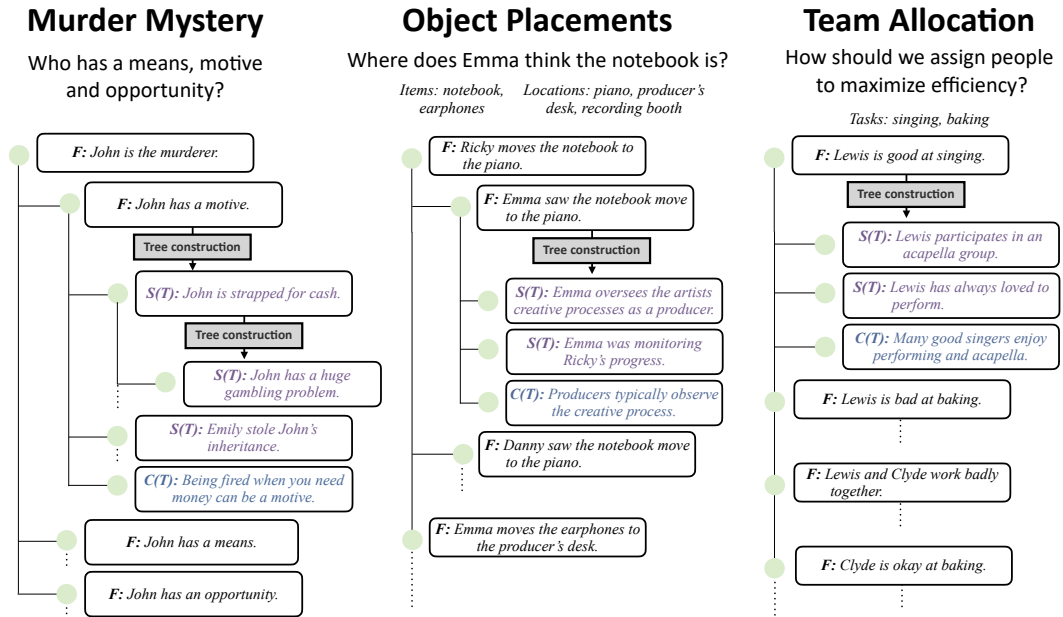 Murder Mystery
Who has a means, motive
and opportunity?
F: John is the murderer.
F: John has a motive.
Tree construction
S(T): John is strapped for cash.
Tree construction
S(T): John has a huge
gambling problem.
S(T): Emily stole John's
inheritance.
C(T): Being fired when you need
money can be a motive.
F: John has a means.
F: John has an opportunity.
Object Placements
Where does Emma think the notebook is?
Items: notebook,
earphones
Locations: piano, producer's
desk, recording booth
F: Ricky moves the notebook to
the piano.
F: Emma saw the notebook move
to the piano.
Tree construction
S(T): Emma oversees the artists
creative processes as a producer.
S(T): Emma was monitoring
Ricky's progress.
C(T): Producers typically observe
the creative process.
F: Danny saw the notebook move
to the piano.
F: Emma moves the earphones to
the producer's desk.
Team Allocation
How should we assign people
to maximize efficiency?
Tasks: singing, baking
F: Lewis is good at singing.
Tree construction
S(T): Lewis participates in an
acapella group.
S(T): Lewis has always loved to
perform.
C(T): Many good singers enjoy
performing and acapella.
F: Lewis is bad at baking.
F: Lewis and Clyde work badly
together.
F: Clyde is okay at baking.